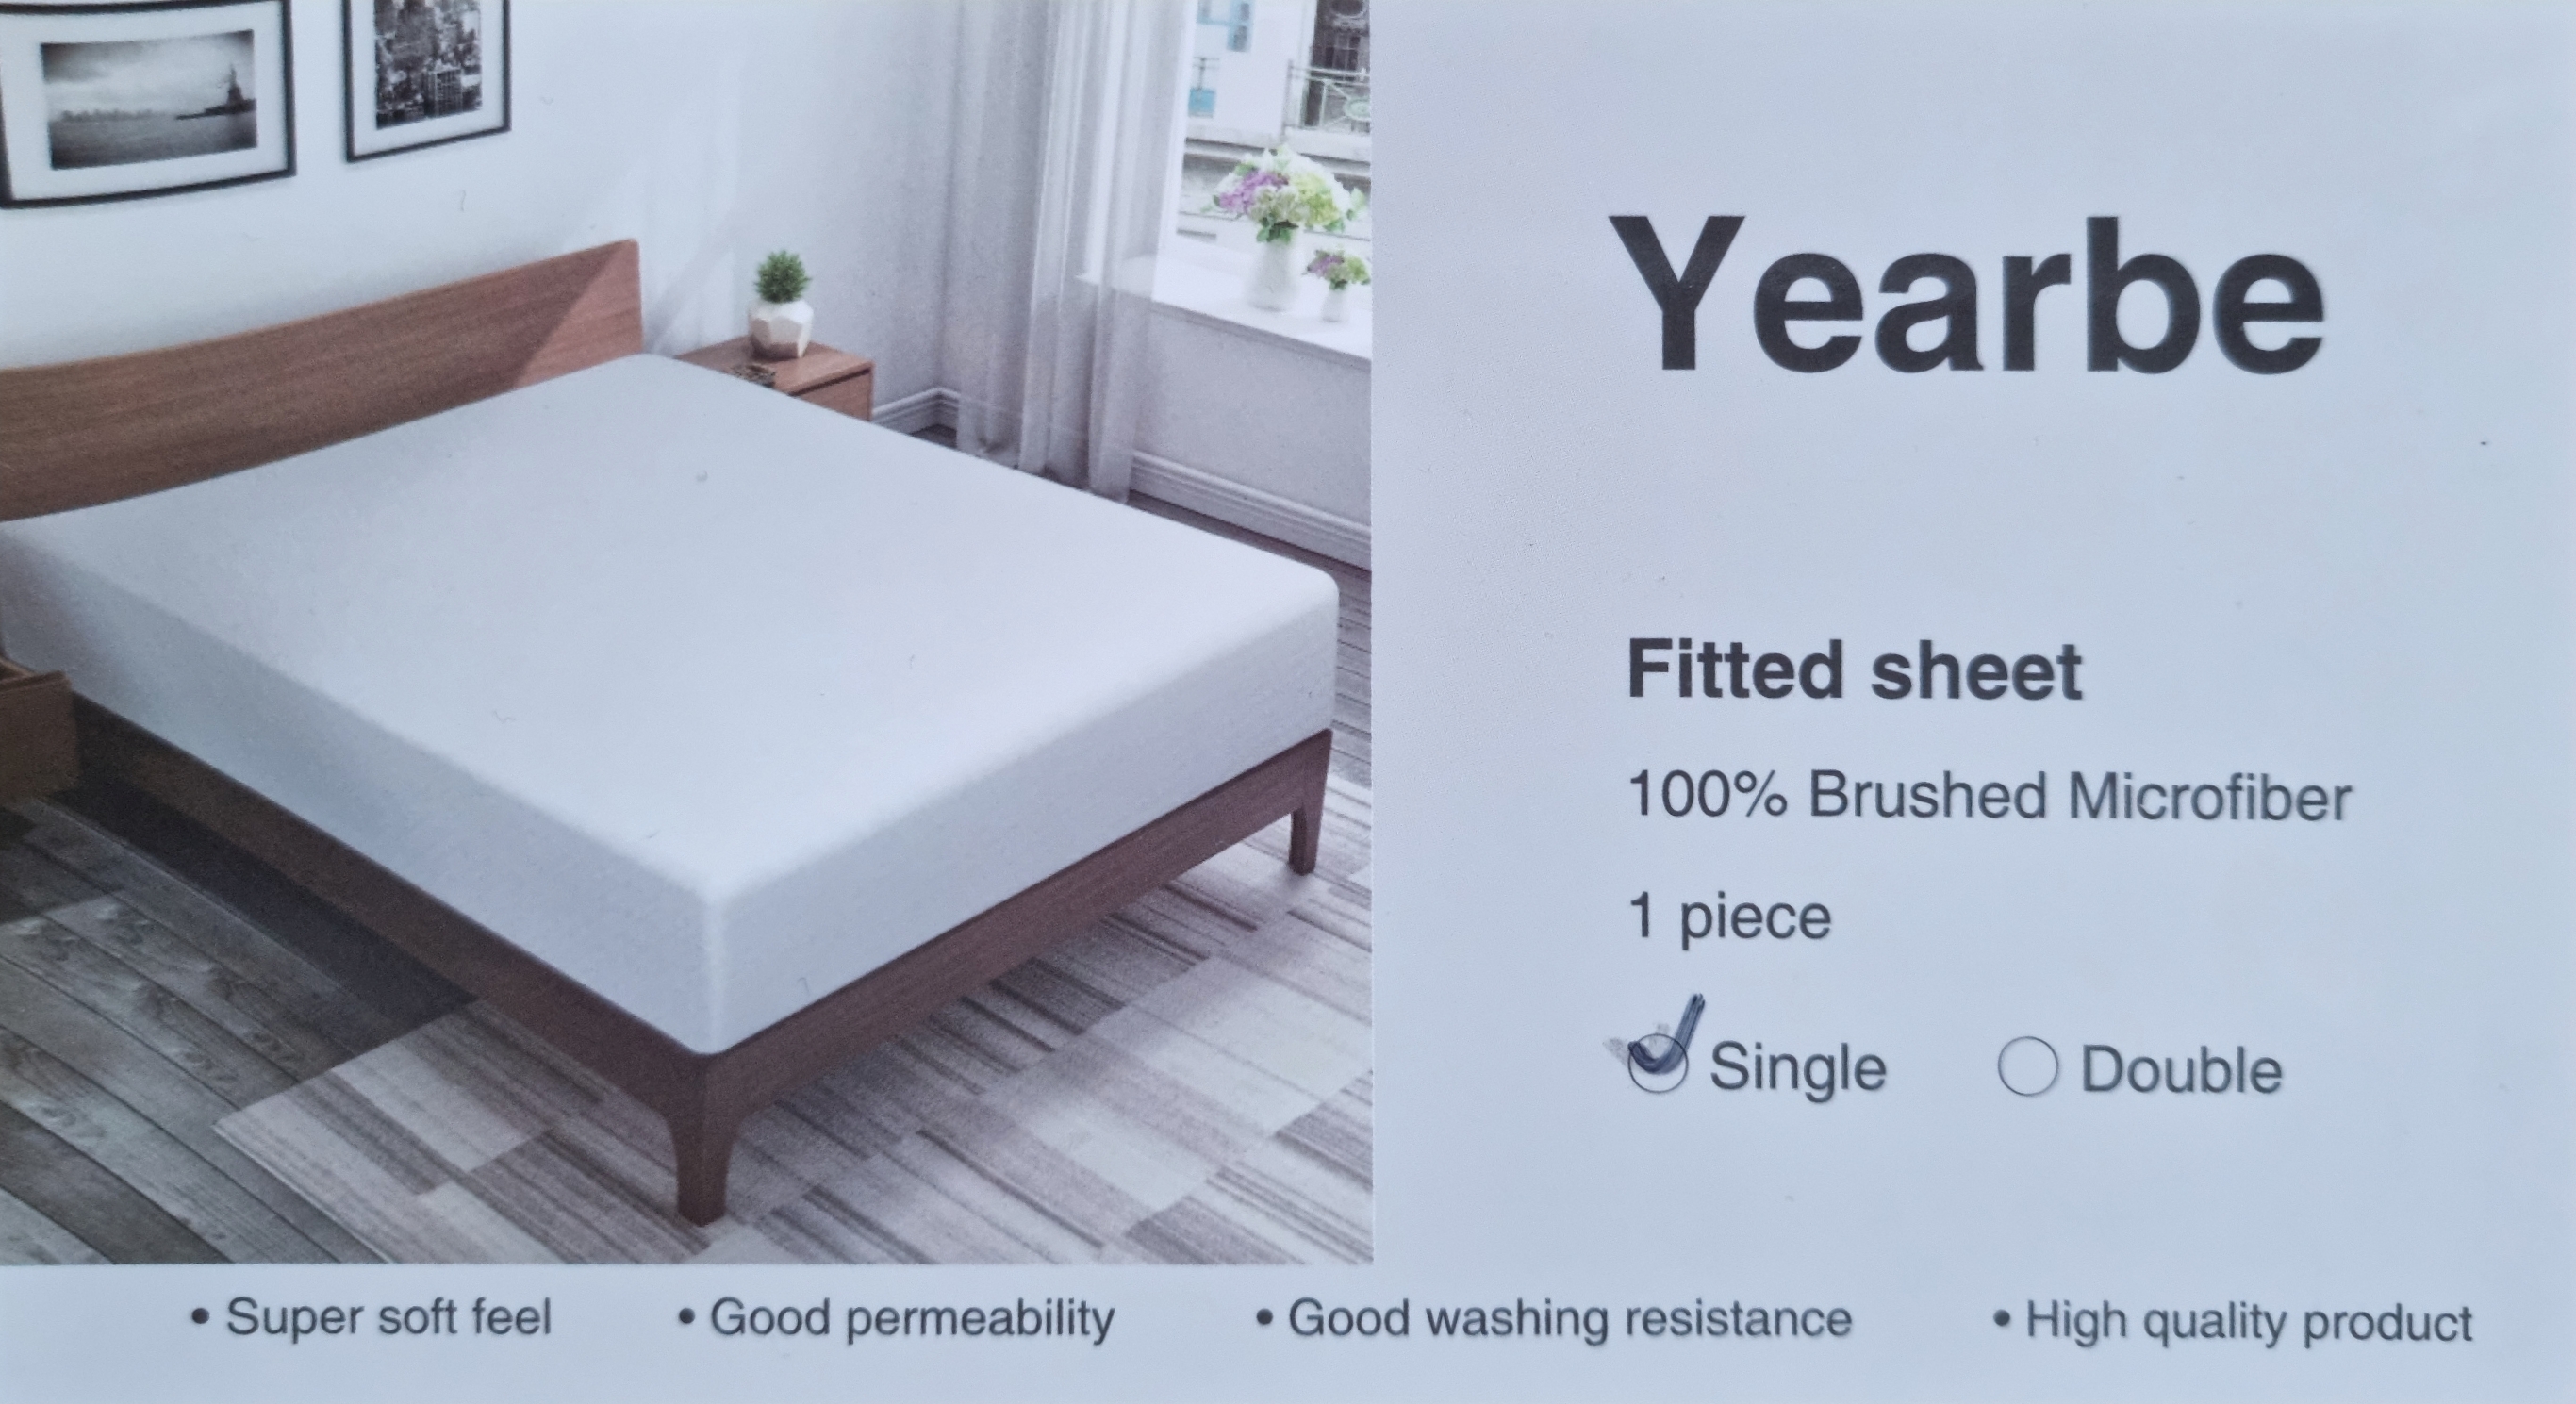 Yearbe
Fitted sheet
100% Brushed Microfiber
1 piece
Single Double
• Super soft feel • Good permeability • Good washing resistance • High quality product